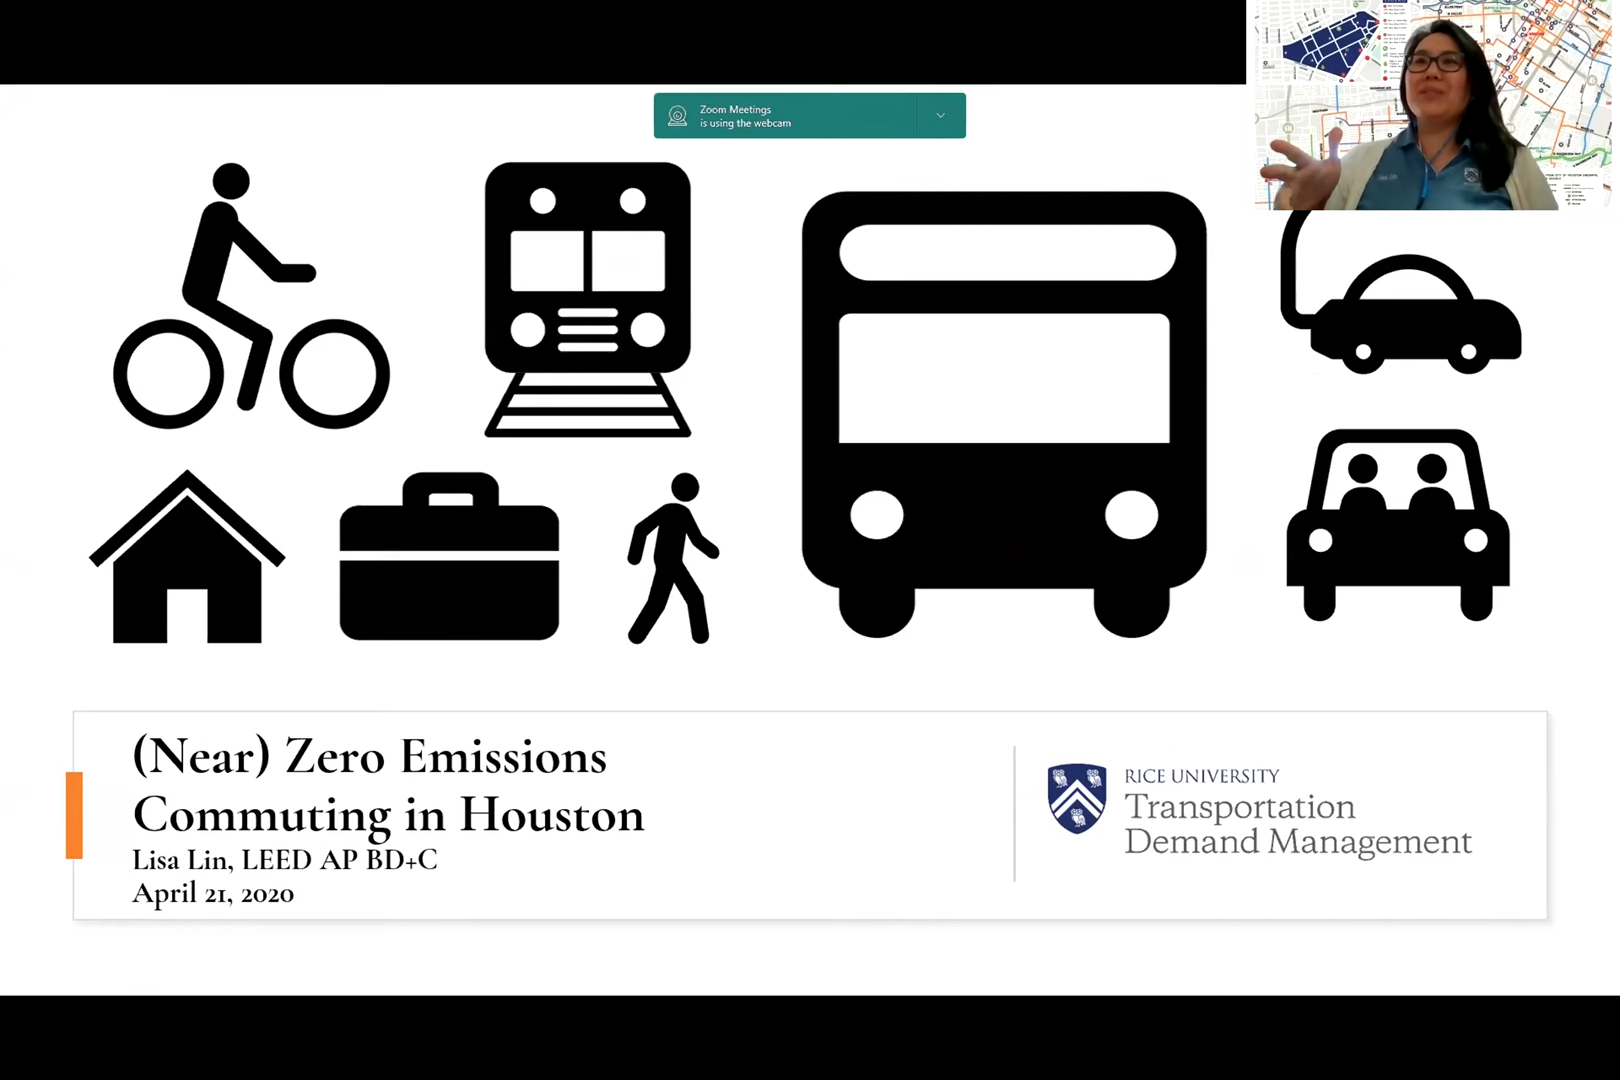 Zoom Meetings
is using the webcam
(Near) Zero Emissions
Commuting in Houston
Lisa Lin, LEED AP BD+C
April 21, 2020
RICE UNIVERSITY
Transportation
Demand Management